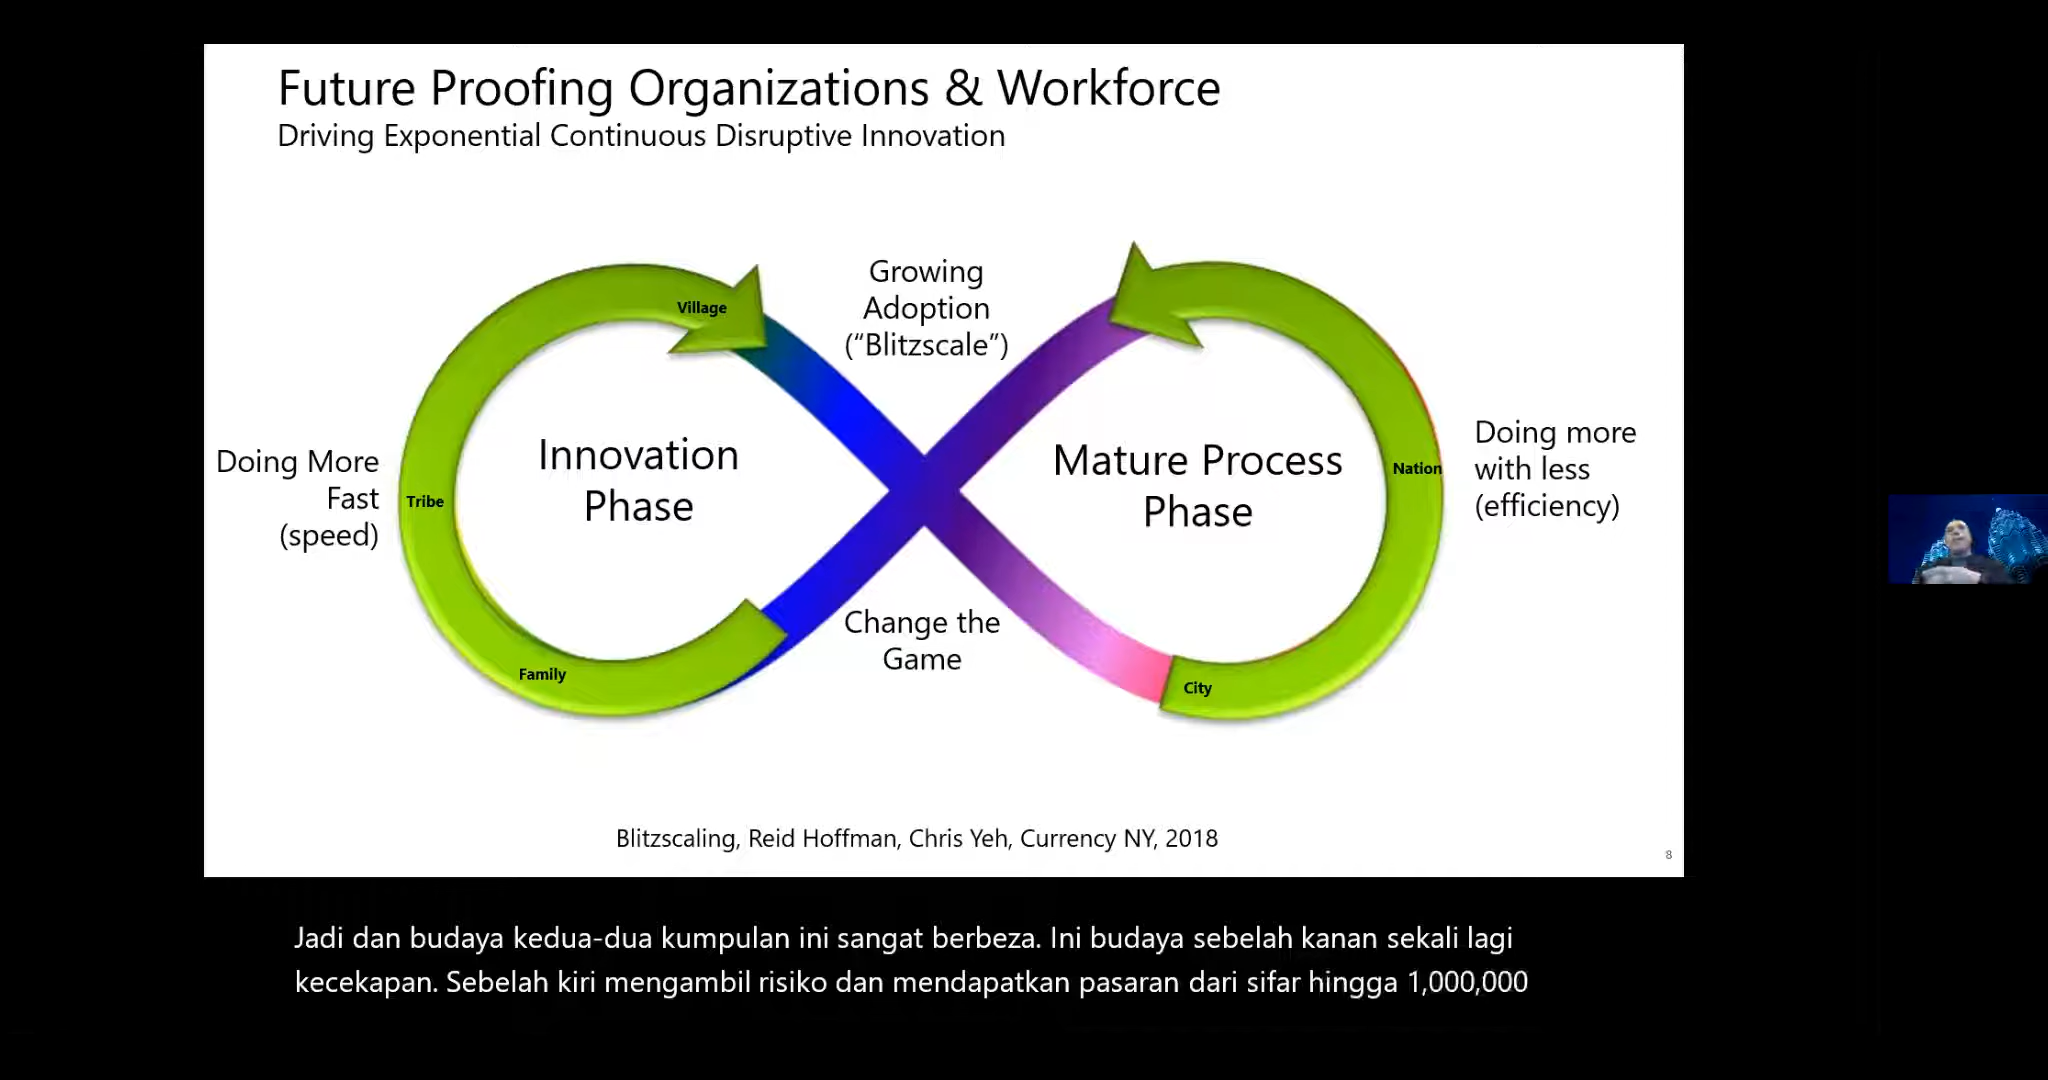 Future Proofing Organizations & Workforce
Driving Exponential Continuous Disruptive Innovation
Growing
Adoption
(“Blitzscale”)
Village
Doing More
Fast
(speed)
Tribe
Innovation
Phase
Mature Process
Phase
Nation
Doing more
with less
(efficiency)
Change the
Game
Family
City
Blitzscaling, Reid Hoffman, Chris Yeh, Currency NY, 2018
8
Jadi dan budaya kedua-dua kumpulan ini sangat berbeza. Ini budaya sebelah kanan sekali lagi
kecekapan. Sebelah kiri mengambil risiko dan mendapatkan pasaran dari sifar hingga 1,000,000